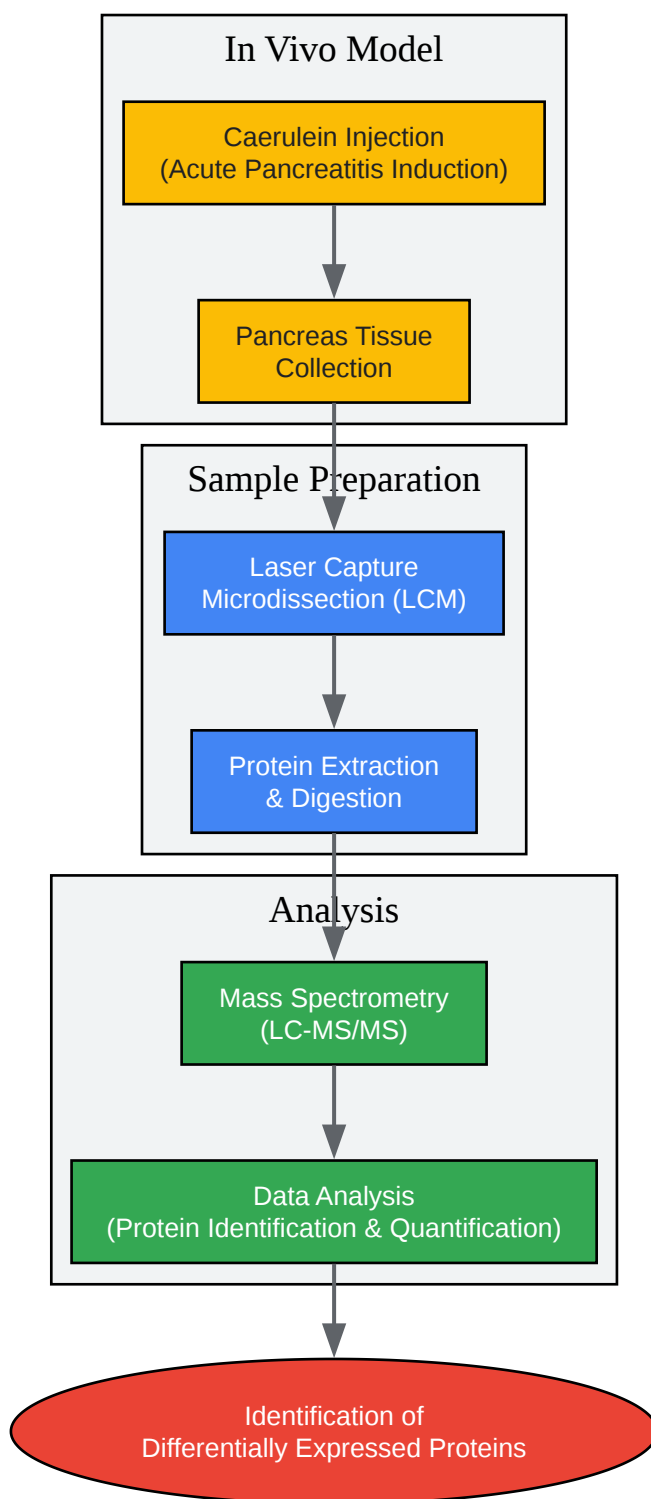 In Vivo Model
Caerulein Injection
(Acute Pancreatitis Induction)
Pancreas Tissue
Collection
Sample Preparation
Laser Capture
Microdissection (LCM)
Protein Extraction
& Digestion
Analysis
Mass Spectrometry
(LC-MS/MS)
Data Analysis
(Protein Identification & Quantification)
Identification of
Differentially Expressed Proteins